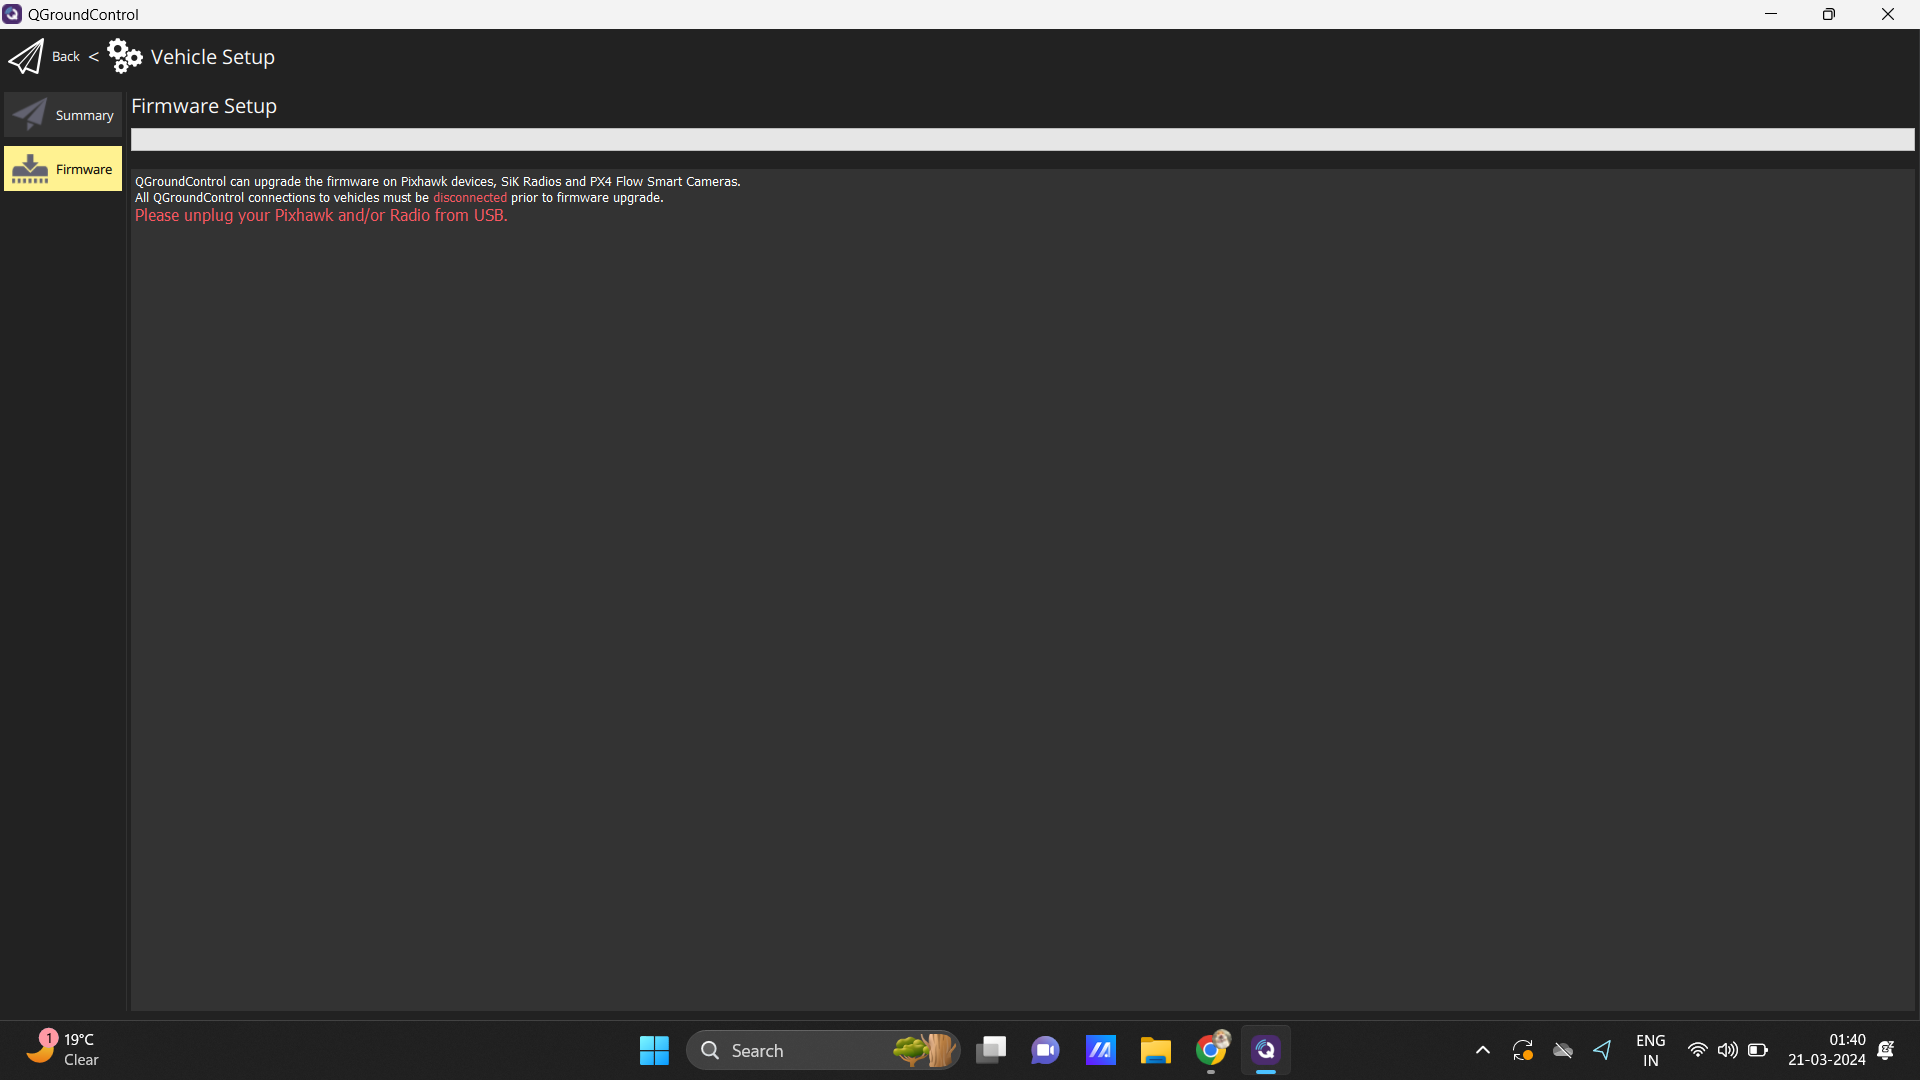 QGroundControl
Back < Vehicle Setup
Summary
Firmware
Firmware Setup
QGroundControl can upgrade the firmware on Pixhawk devices, SiK Radios and PX4 Flow Smart Cameras.
All QGroundControl connections to vehicles must be disconnected prior to firmware upgrade.
Please unplug your Pixhawk and/or Radio from USB.
1
19°C
Clear
Search
ENG
IN
01:40
21-03-2024